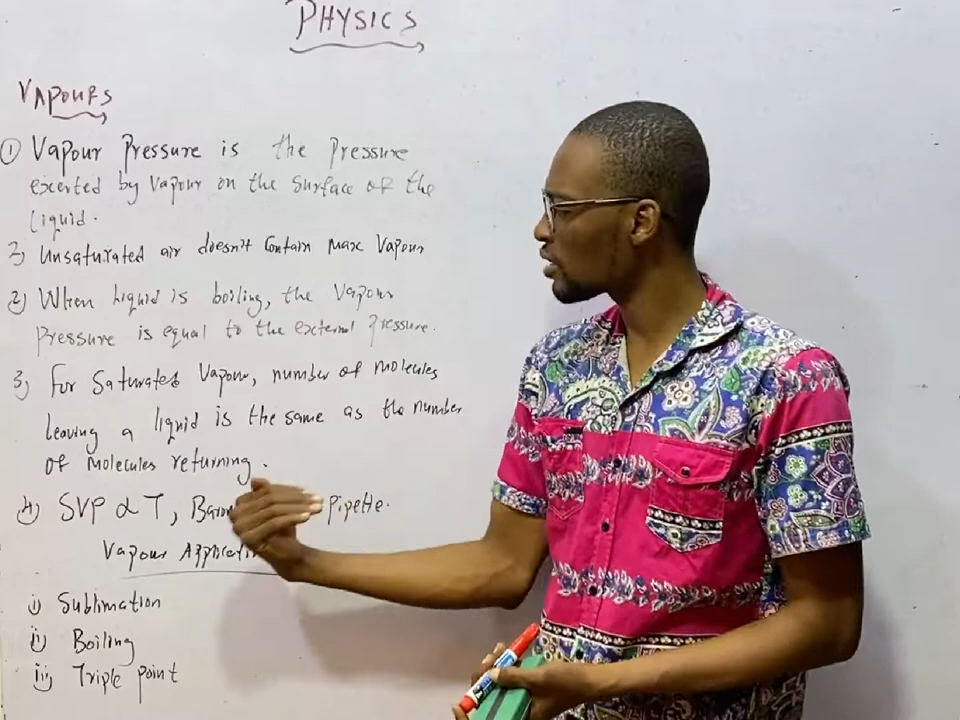 PHYSICS
VAPOURS
① Vapour Pressure is the Pressure
exerted by Vapour on the Surface of the
Liquid.
2) Unsaturated air doesn't Contain max Vapour
2) When Liquid is boiling, the Vapour
Pressure is equal to the external Pressure.
3) For Saturated Vapour, number of molecules
leaving a liquid is the same as the number
of Molecules returning.
4) SVP ∝ T, Pipette.
Vapour
i) Sublimation
ii) Boiling
iii) Triple point